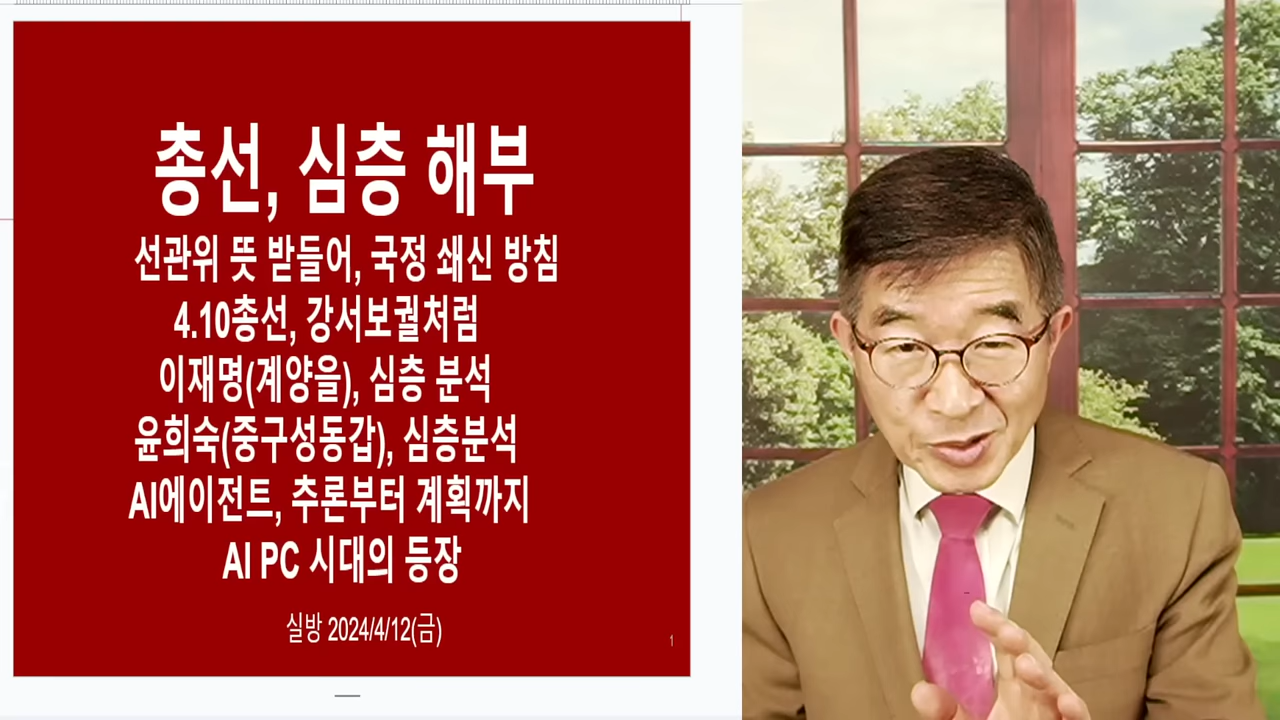 총선, 심층 해부
선관위 뜻 받들어, 국정 쇄신 방침
4.10총선, 강서보궐처럼
이재명(계양을), 심층 분석
윤희숙(중구성동갑), 심층분석
AI에이전트, 추론부터 계획까지
AI PC 시대의 등장
실방 2024/4/12(금)
1